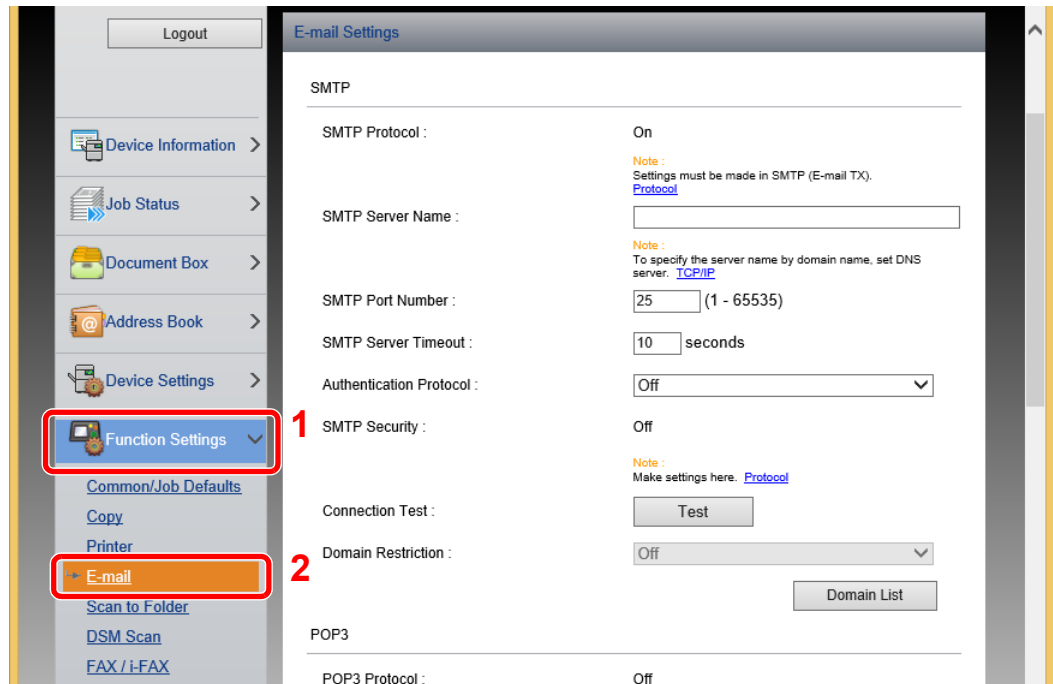 Logout
Device Information
Job Status
Document Box
Address Book
Device Settings
Function Settings
1
Common/Job Defaults
Copy
Printer
E-mail
2
Scan to Folder
DSM Scan
FAX / i-FAX
E-mail Settings
SMTP
SMTP Protocol :
On
Note :
Settings must be made in SMTP (E-mail TX).
Protocol
SMTP Server Name :
Note :
To specify the server name by domain name, set DNS
server. TCP/IP
SMTP Port Number :
25 (1 - 65535)
SMTP Server Timeout :
10 seconds
Authentication Protocol :
Off
SMTP Security :
Off
Note :
Make settings here. Protocol
Connection Test :
Test
Domain Restriction :
Off
Domain List
POP3
POP3 Protocol :
Off